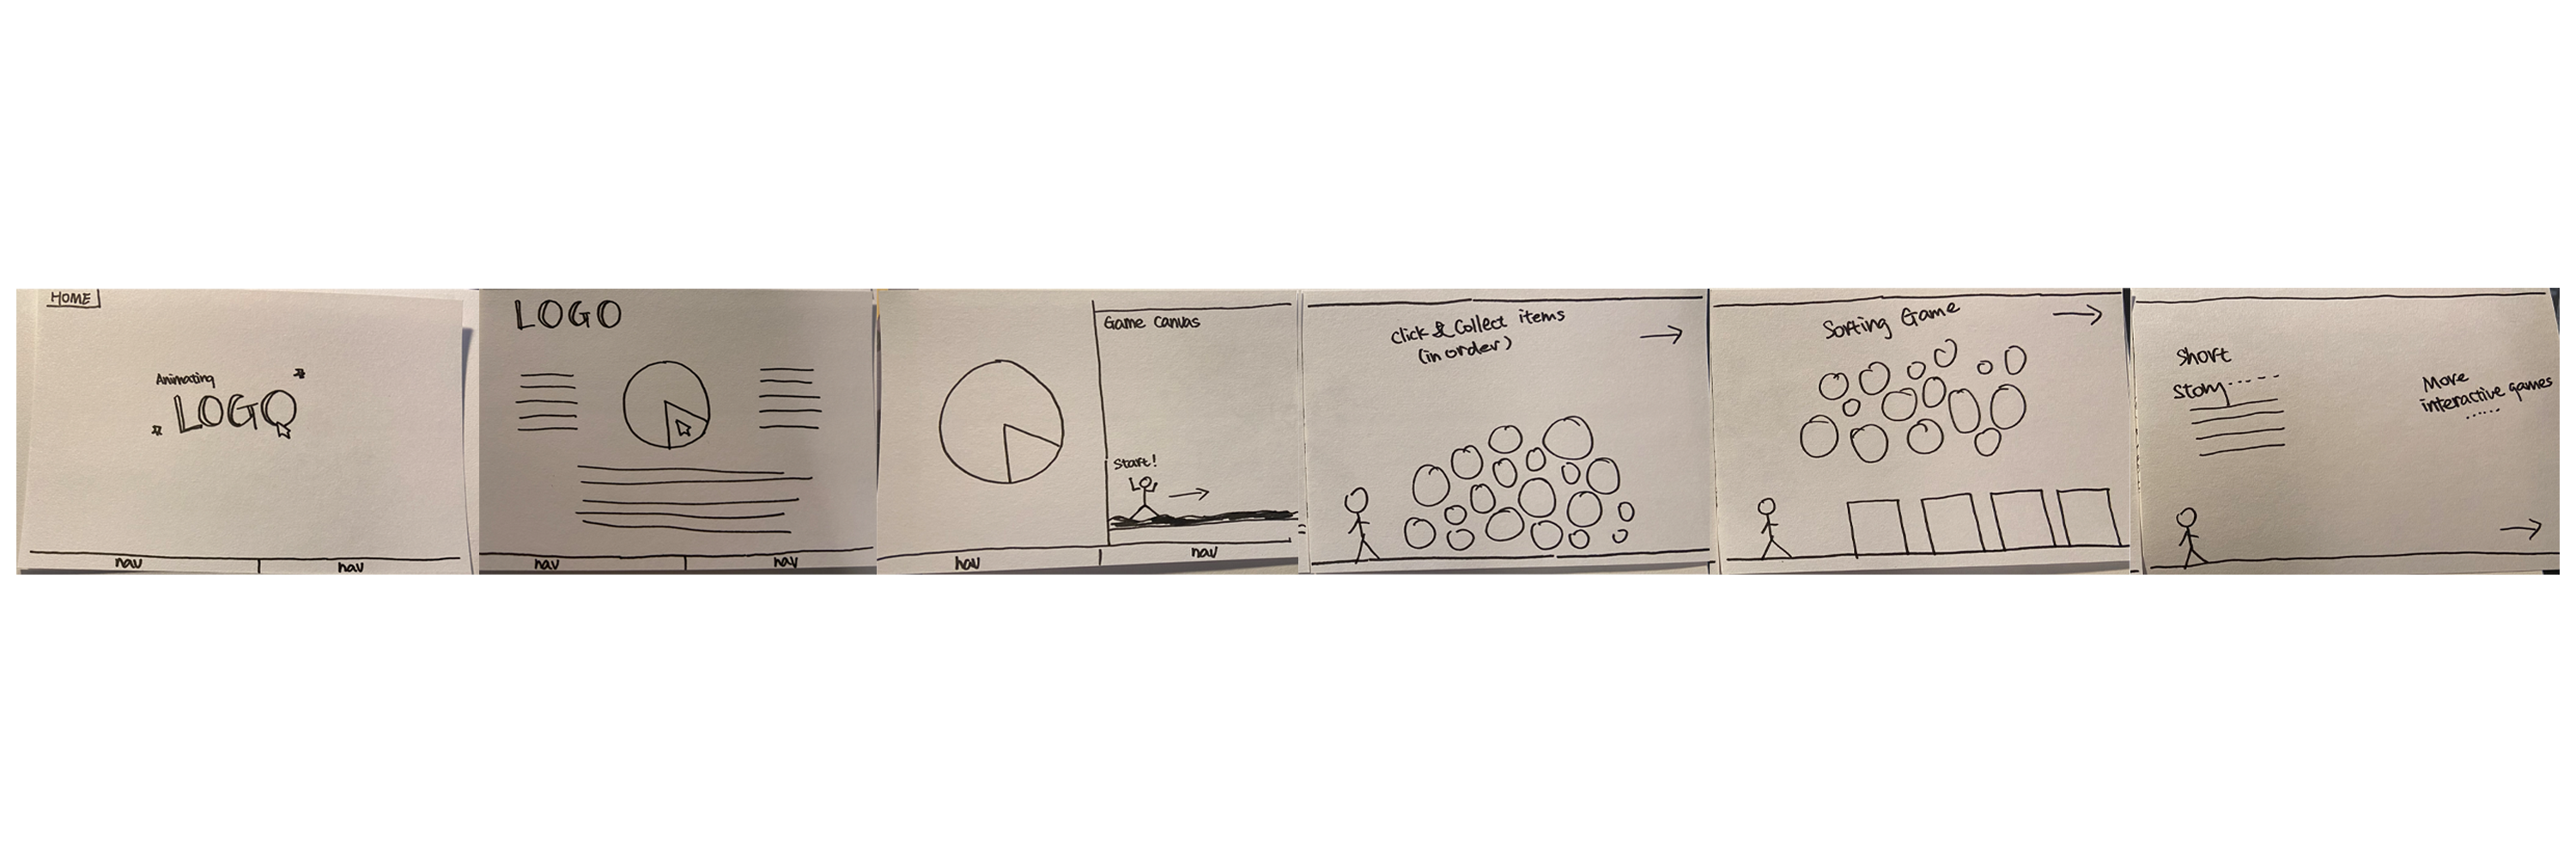 HOME
Animating
LOGO
nav
nav
LOGO
nav
nav
Game Canvas
Start!
nav
nav
Click & Collect items
(in order)
Sorting Game
Short
Story
More
interactive games